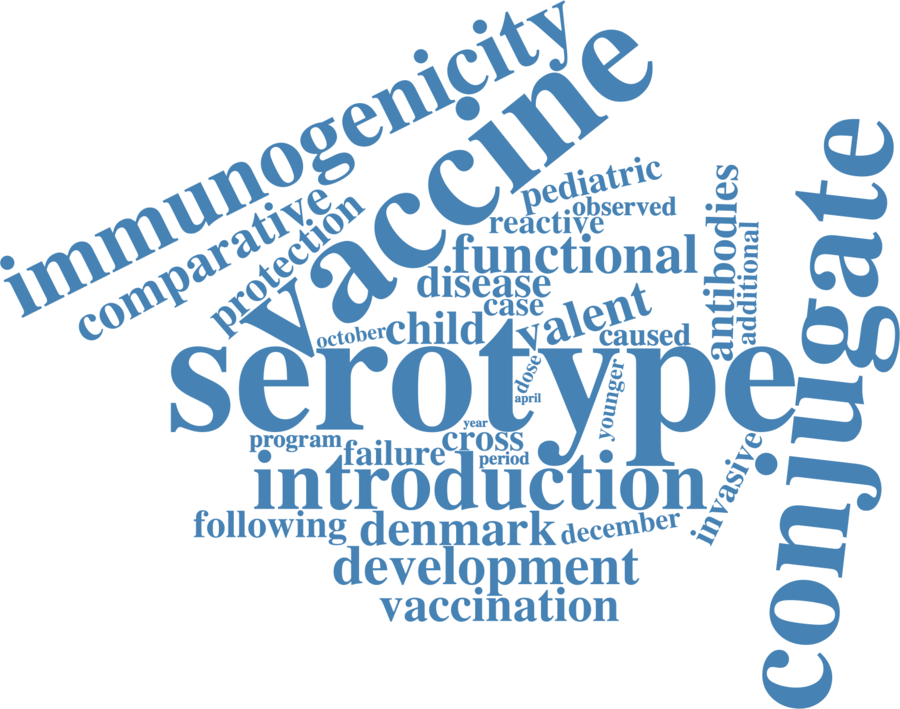 immunogenicity
vaccine
comparative
protection
pediatric
observed
reactive
functional
antibodies
additional
conjugate
disease
case
valent
october
child
caused
serotype
dose
april
younger
year
program
failure
cross
period
introduction
invasive
following
denmark
december
development
vaccination